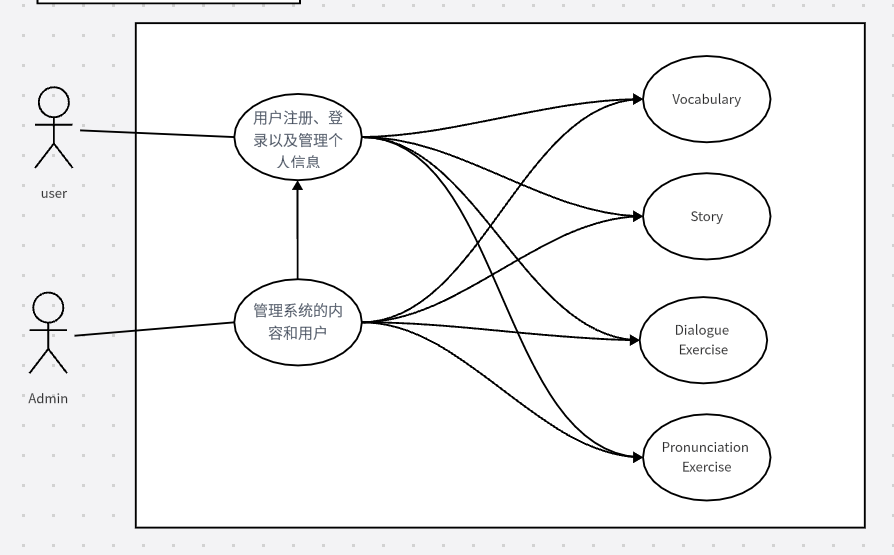 用户注册、登
录以及管理个
人信息
Vocabulary
user
Story
管理系统的内
容和用户
Dialogue
Exercise
Admin
Pronunciation
Exercise